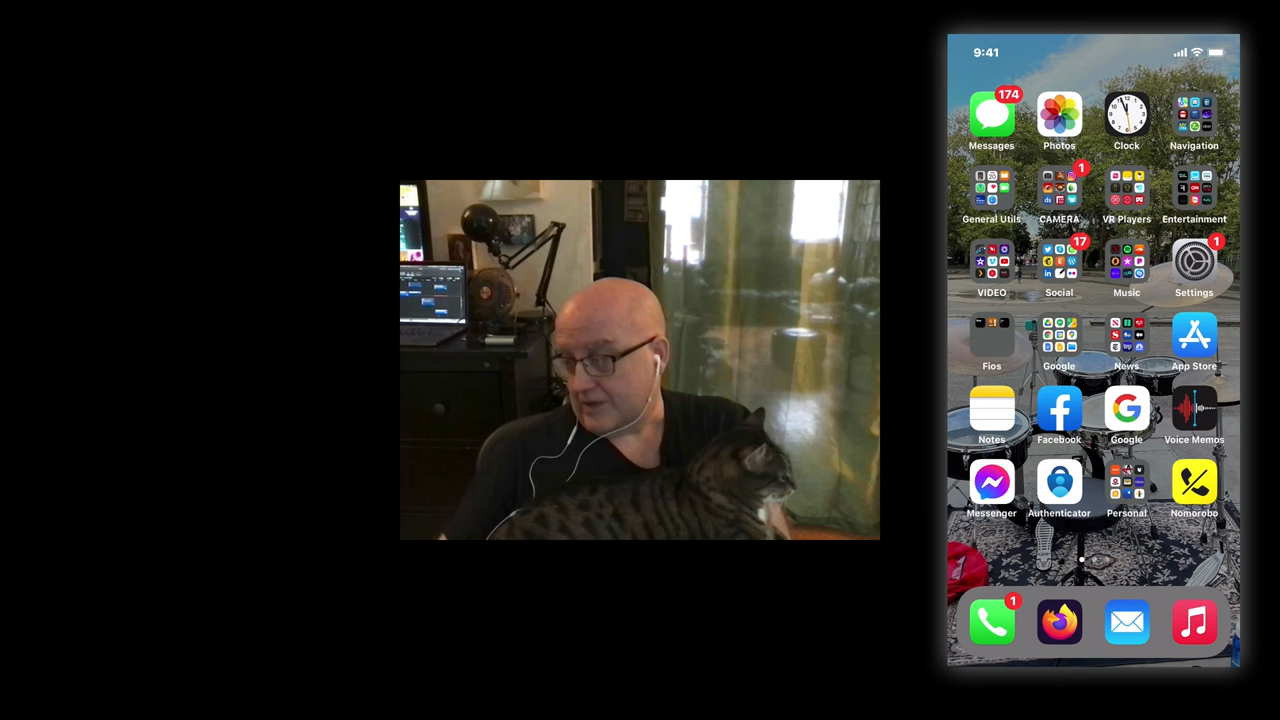 9:41
174
Messages
Photos
Clock
Navigation
1
General Utils
CAMERA
VR Players
Entertainment
17
1
VIDEO
Social
Music
Settings
Fios
Google
News
App Store
Notes
Facebook
Google
Voice Memos
Messenger
Authenticator
Personal
Nomorobo
1